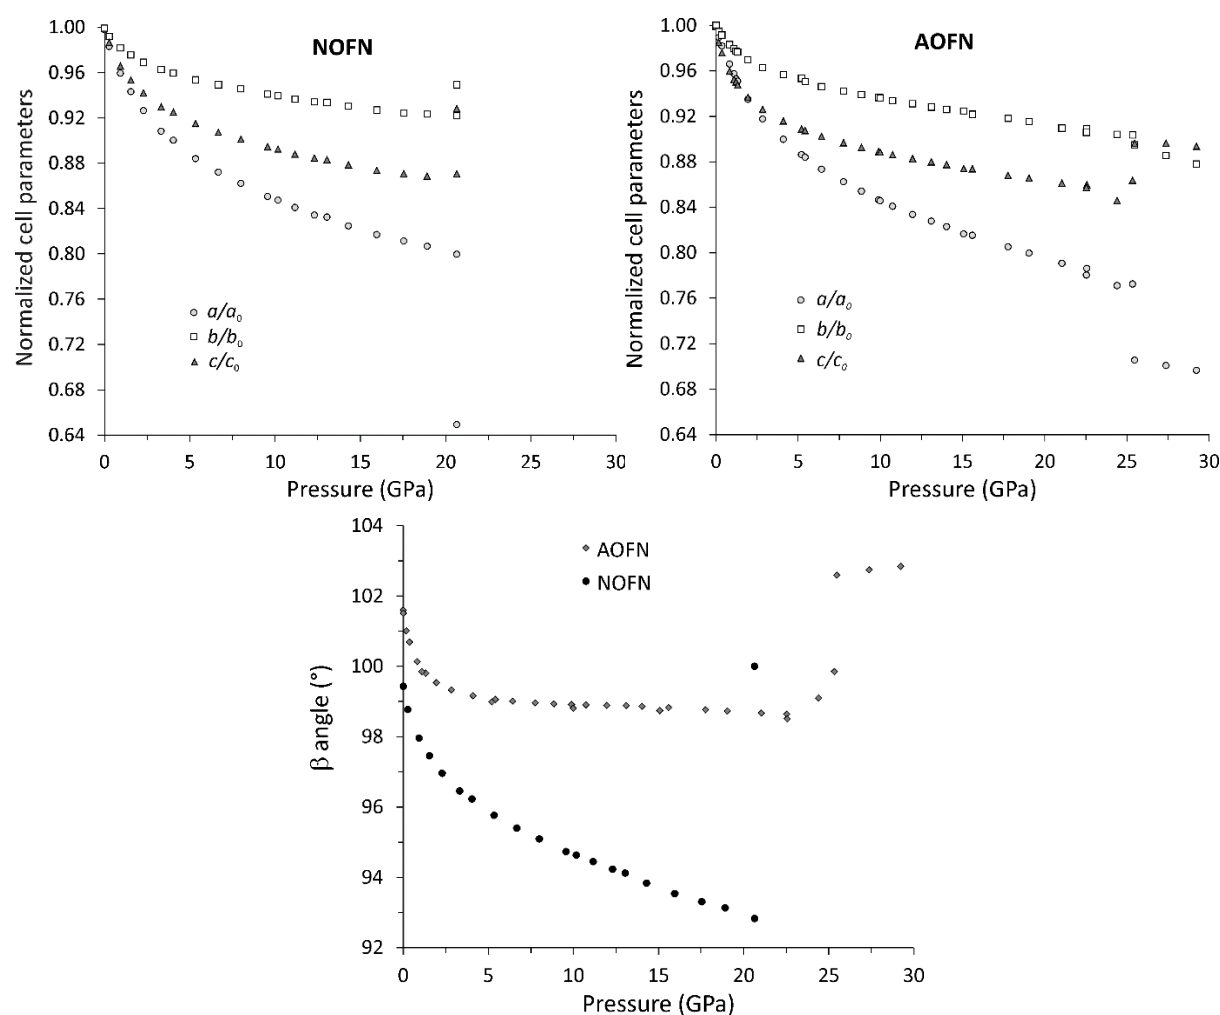 NOFN
Normalized cell parameters
1.00
0.96
0.92
0.88
0.84
0.80
0.76
0.72
0.68
0.64
a/a0
b/b0
c/c0
0 5 10 15 20 25 30
Pressure (GPa)
AOFN
Normalized cell parameters
1.00
0.96
0.92
0.88
0.84
0.80
0.76
0.72
0.68
0.64
a/a0
b/b0
c/c0
0 5 10 15 20 25 30
Pressure (GPa)
β angle (°)
104
102
100
98
96
94
92
AOFN
NOFN
0 5 10 15 20 25 30
Pressure (GPa)